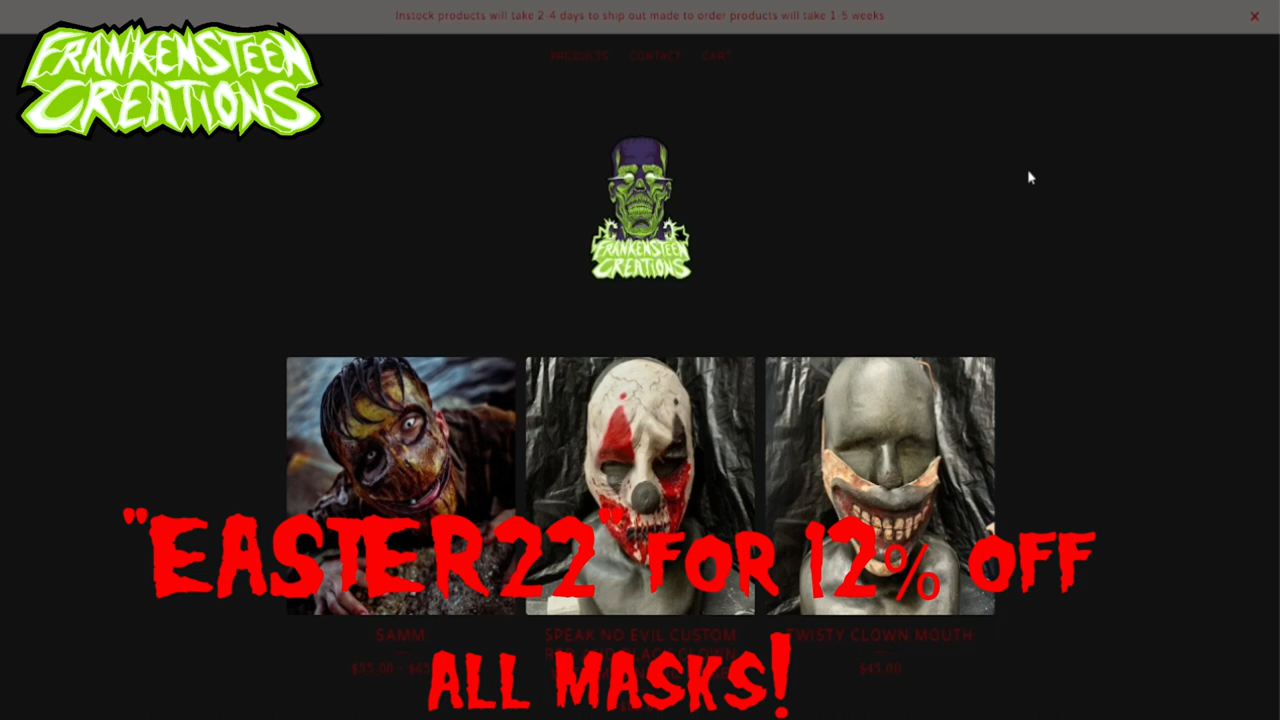 Instock products will take 2-4 days to ship out made to order products will take 1-5 weeks
PRODUCTS CONTACT CART
FRANKENSTEEN
CREATIONS
FRANKENSTEEN
CREATIONS
"EASTER22" FOR 12% OFF
SAMM
SPEAK NO EVIL CUSTOM
TWISTY CLOWN MOUTH
$45.00
ALL MASKS!